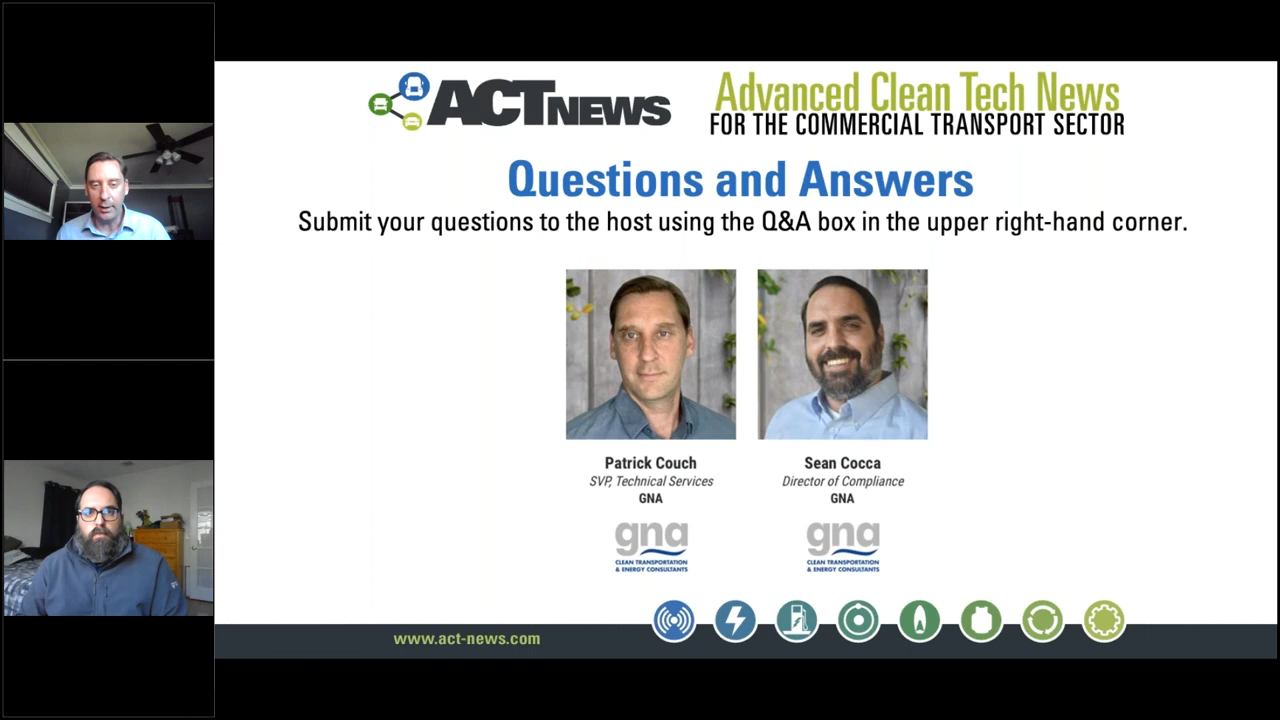 ACT NEWS
Advanced Clean Tech News
FOR THE COMMERCIAL TRANSPORT SECTOR
Questions and Answers
Submit your questions to the host using the Q&A box in the upper right-hand corner.
Patrick Couch
SVP, Technical Services
GNA
gna
CLEAN TRANSPORTATION
& ENERGY CONSULTANTS
Sean Cocca
Director of Compliance
GNA
gna
CLEAN TRANSPORTATION
& ENERGY CONSULTANTS
www.act-news.com